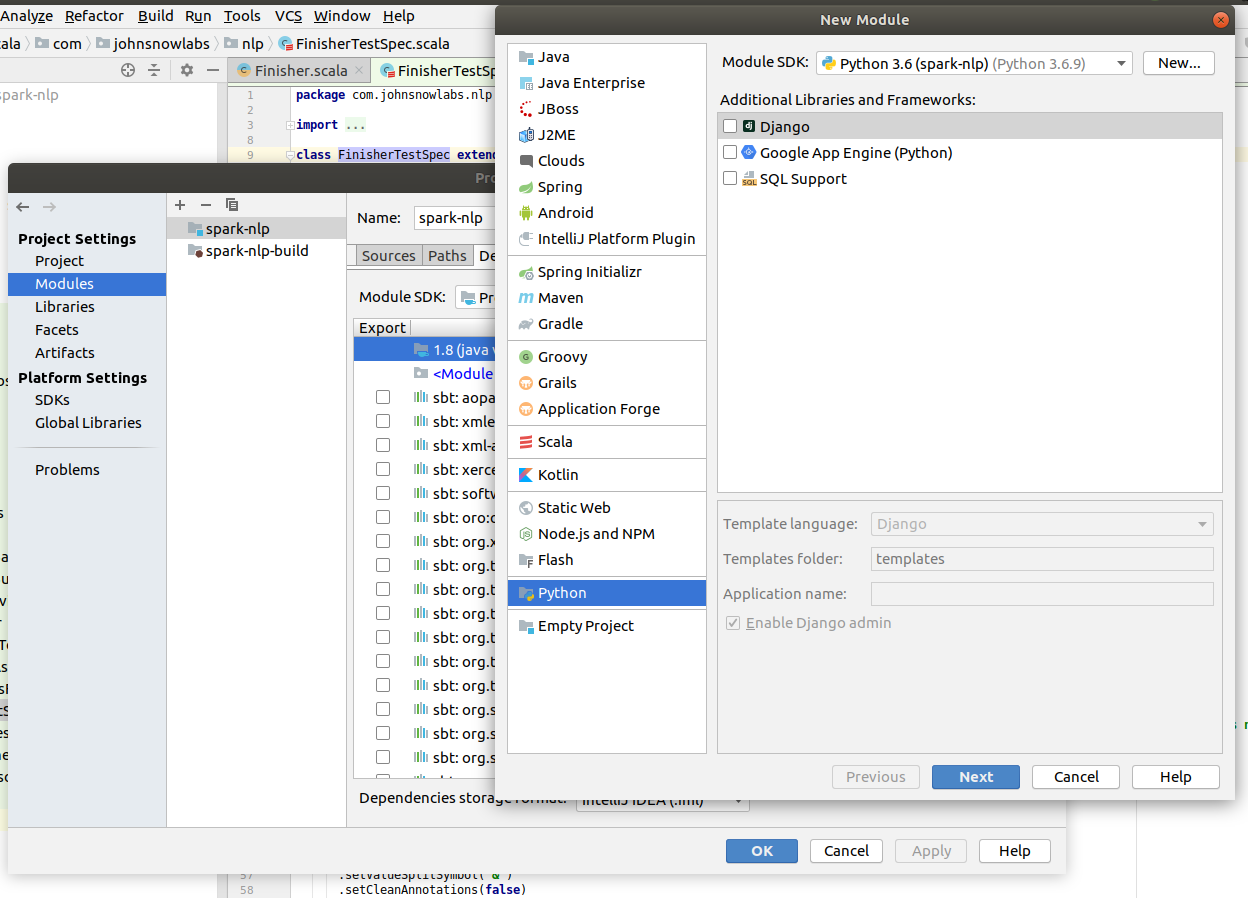 Analyze Refactor Build Run Tools VCS Window Help
com johnsnowlabs nlp FinisherTestSpec.scala
Finisher.scala FinisherTestSp
spark-nlp
1 package com.johnsnowlabs.nlp
2
3 import ...
8
9 class FinisherTestSpec extend
Project Settings
Project
Modules
Libraries
Facets
Artifacts
Platform Settings
SDKs
Global Libraries
Problems
spark-nlp
spark-nlp-build
Name: spark-nlp
Sources Paths De
Module SDK: Pr
Export
1.8 (java v
<Module
sbt: aopa
sbt: xmle
sbt: xml-a
sbt: xerce
sbt: softw
sbt: oro:o
sbt: org.x
sbt: org.t
sbt: org.t
sbt: org.t
sbt: org.t
sbt: org.t
sbt: org.t
sbt: org.s
sbt: org.s
sbt: org.s
Dependencies storage format: IntelliJ IDEA (.iml)
OK Cancel Apply Help
57 .setValueSplitSymbol("&")
58 .setCleanAnnotations(false)
New Module
Java
Java Enterprise
JBoss
J2ME
Clouds
Spring
Android
IntelliJ Platform Plugin
Spring Initializr
Maven
Gradle
Groovy
Grails
Application Forge
Scala
Kotlin
Static Web
Node.js and NPM
Flash
Python
Empty Project
Module SDK: Python 3.6 (spark-nlp) (Python 3.6.9) New...
Additional Libraries and Frameworks:
Django
Google App Engine (Python)
SQL Support
Template language: Django
Templates folder: templates
Application name:
Enable Django admin
Previous Next Cancel Help